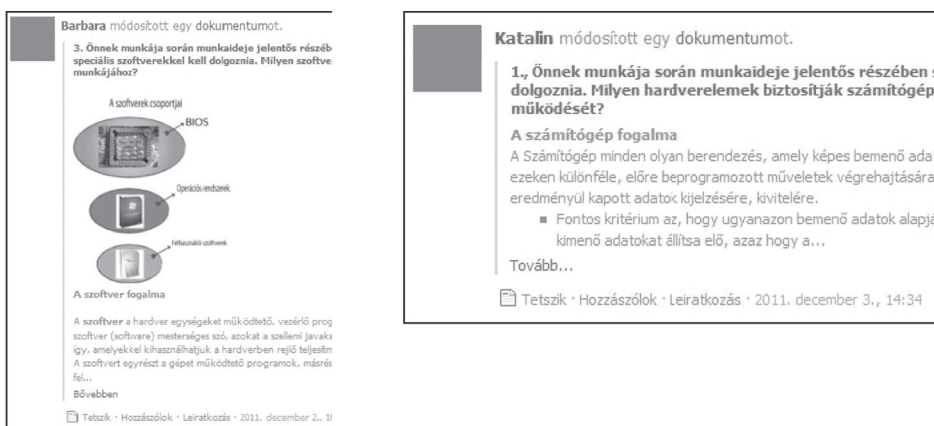 Barbara módosított egy dokumentumot.
3. Önnek munkája során munkaideje jelentős részéb
speciális szoftverekkel kell dolgoznia. Milyen szoftve
munkájához?
A szoftverek csoportjai
BIOS
Operációs rendszerek
Felhasználói szoftverek
A szoftver fogalma
A szoftver a hardver egységeket működtető, vezérlő prog
szoftver (software) mesterséges szó, azokat a szellemi javaka
így, amelyekkel kihasználhatjuk a hardverben rejlő teljesítm
A szoftvert egyrészt a gépet működtető programok, másrés
fel...
Bővebben
Tetszik · Hozzászólok · Leiratkozás · 2011. december 2., 1
Katalin módosított egy dokumentumot.
1., Önnek munkája során munkaideje jelentős részében s
dolgoznia. Milyen hardverelemek biztosítják számítógép
működését?
A számítógép fogalma
A Számítógép minden olyan berendezés, amely képes bemenő ada
ezeken különféle, előre beprogramozott műveletek végrehajtására
eredményül kapott adatok kijelzésére, kivitelére.
▪ Fontos kritérium az, hogy ugyanazon bemenő adatok alapjá
kimenő adatokat állítsa elő, azaz hogy a...
Tovább...
Tetszik · Hozzászólok · Leiratkozás · 2011. december 3., 14:34